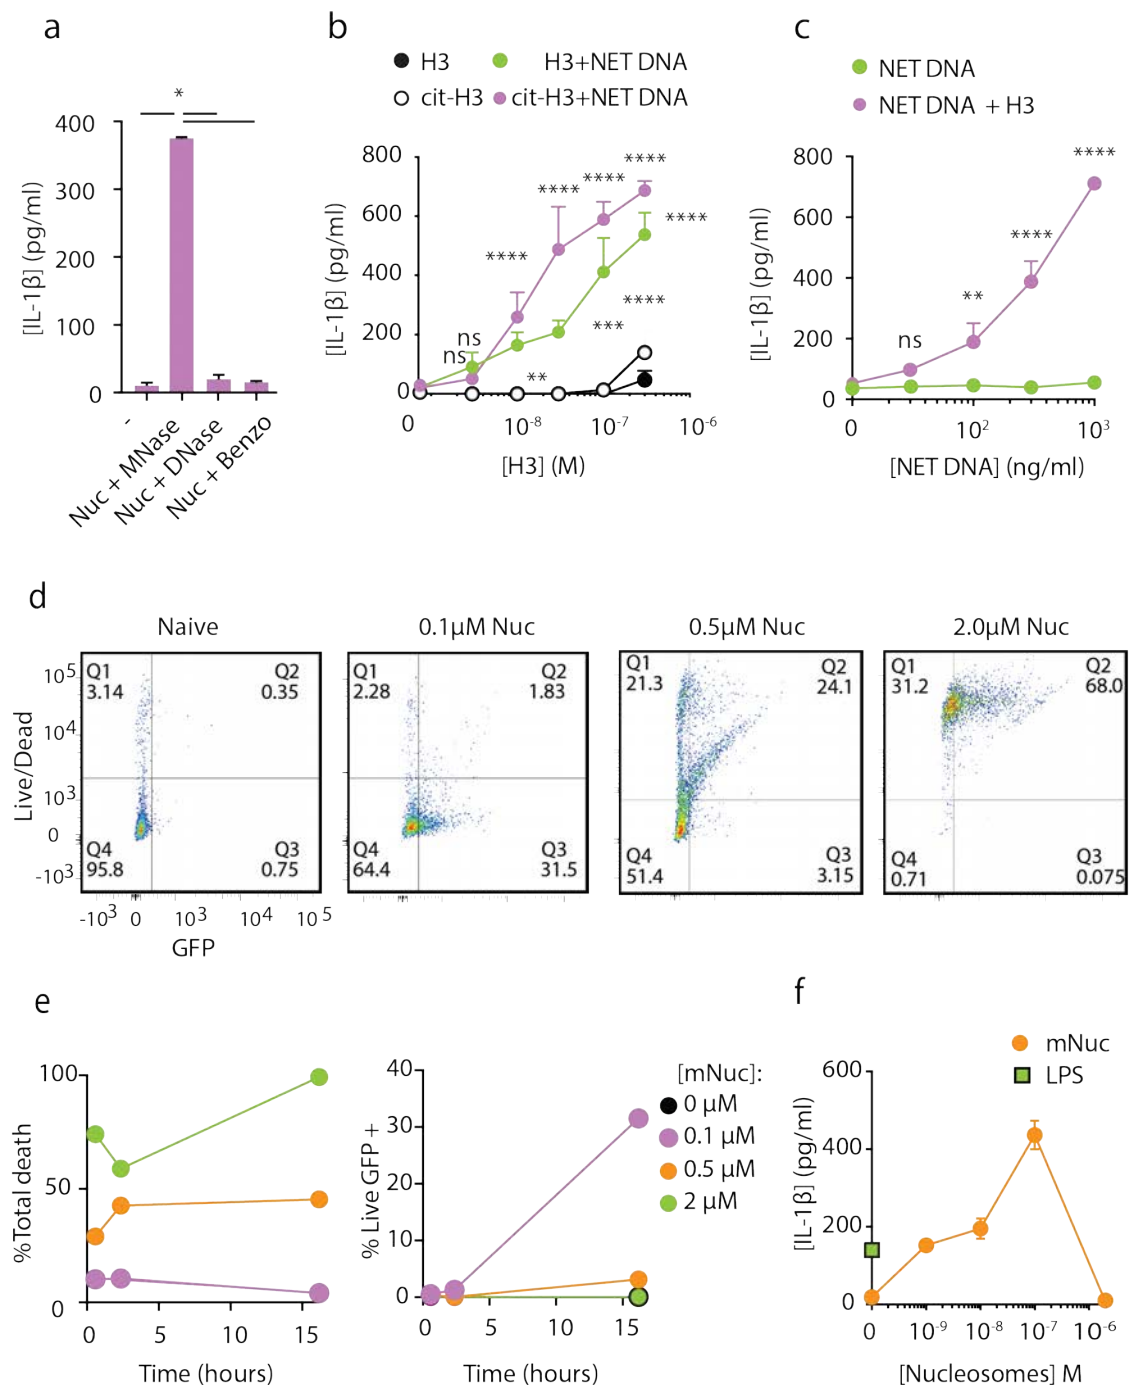 a
*
400
300
200
100
0
[IL-1β] (pg/ml)
-
Nuc + MNase
Nuc + DNase
Nuc + Benzo
b
H3
H3+NET DNA
cit-H3
cit-H3+NET DNA
800
600
400
200
0
[IL-1β] (pg/ml)
ns
ns
****
****
****
****
****
**
***
****
0
10-8
10-7
10-6
[H3] (M)
c
NET DNA
NET DNA + H3
800
600
400
200
0
[IL-1β] (pg/ml)
ns
**
****
****
0
10²
10³
[NET DNA] (ng/ml)
d
Naive
0.1μM Nuc
0.5μM Nuc
2.0μM Nuc
Live/Dead
10⁵
10⁴
10³
0
-10³
Q1
3.14
Q2
0.35
Q4
95.8
Q3
0.75
Q1
2.28
Q2
1.83
Q4
64.4
Q3
31.5
Q1
21.3
Q2
24.1
Q4
51.4
Q3
3.15
Q1
31.2
Q2
68.0
Q4
0.71
Q3
0.075
-10³ 0 10³ 10⁴ 10⁵
GFP
e
100
50
0
%Total death
0 5 10 15
Time (hours)
40
30
20
10
0
% Live GFP +
0 5 10 15
Time (hours)
[mNuc]:
0 μM
0.1 μM
0.5 μM
2 μM
f
mNuc
LPS
600
400
200
0
[IL-1β] (pg/ml)
0 10-9 10-8 10-7 10-6
[Nucleosomes] M